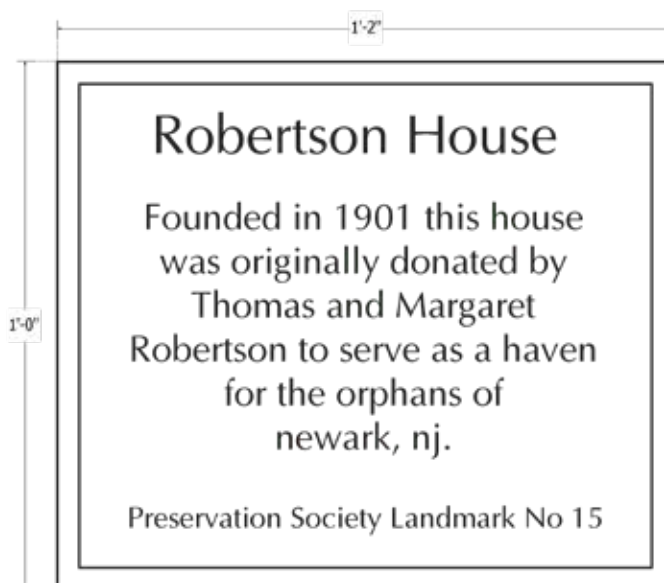 1'-2"
Robertson House
Founded in 1901 this house
was originally donated by
Thomas and Margaret
1'-0"
Robertson to serve as a haven
for the orphans of
newark, nj.
Preservation Society Landmark No 15